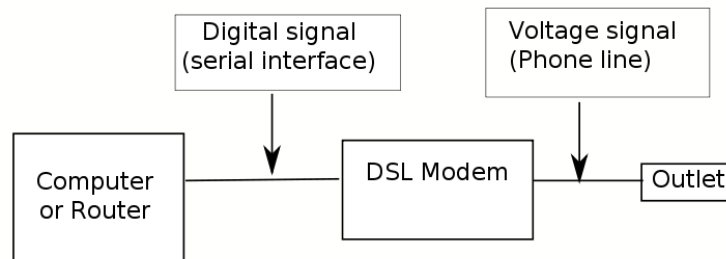 Digital signal
(serial interface)
Voltage signal
(Phone line)
Computer
or Router
DSL Modem
Outlet